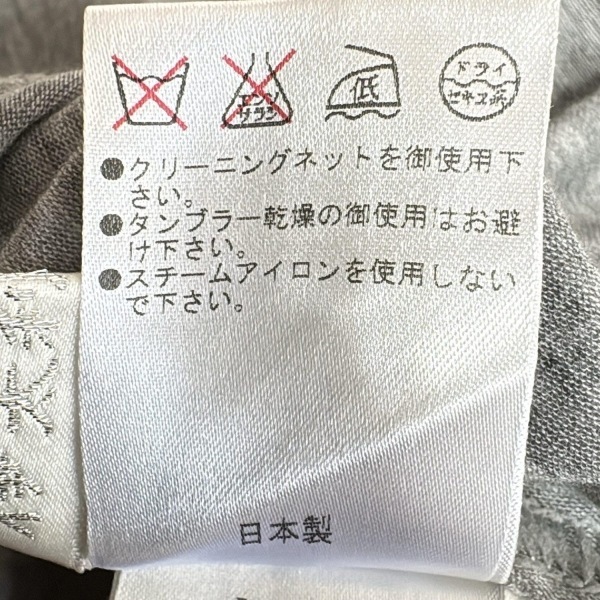 エンソ
サラシ
低
ドライ
セキユ系
●クリーニングネットを御使用下
さい。
●タンブラー乾燥の御使用はお避
け下さい。
●スチームアイロンを使用しない
で下さい。
日本製